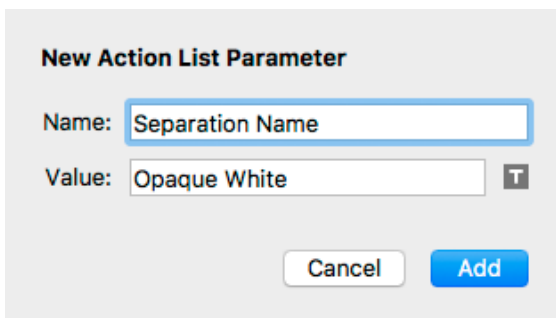 New Action List Parameter
Name: Separation Name
Value: Opaque White T
Cancel Add